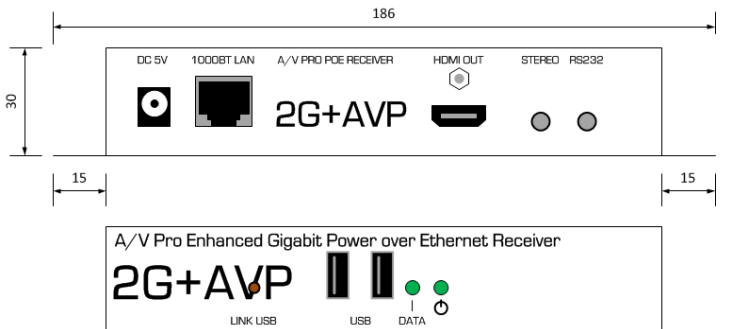 186
DC 5V 1000BT LAN A/V PRO POE RECEIVER HDMI OUT STEREO RS232
30
2G+AVP
15 15
A/V Pro Enhanced Gigabit Power over Ethernet Receiver
2G+AVP
LINK USB USB DATA